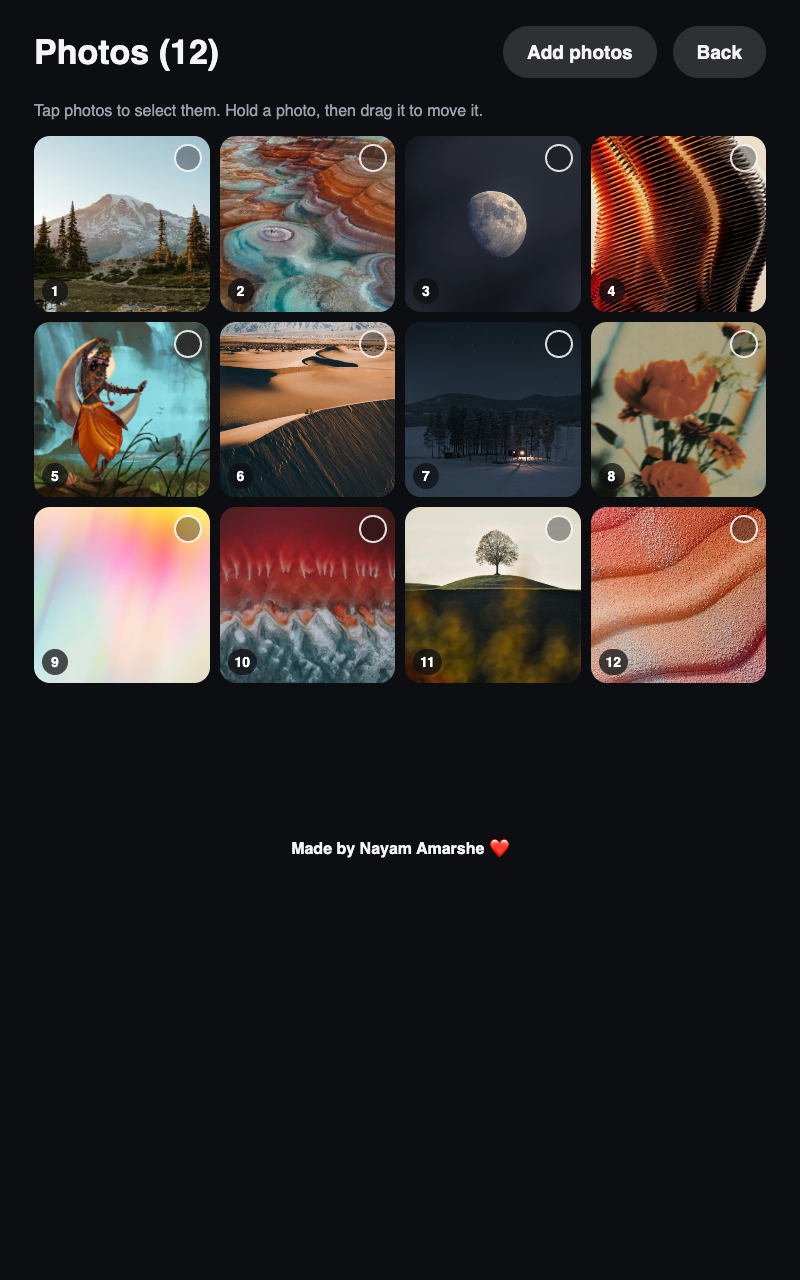 Photos (12)
Add photos
Back
Tap photos to select them. Hold a photo, then drag it to move it.
1
2
3
4
5
6
7
8
9
10
11
12
Made by Nayam Amarshe ❤️